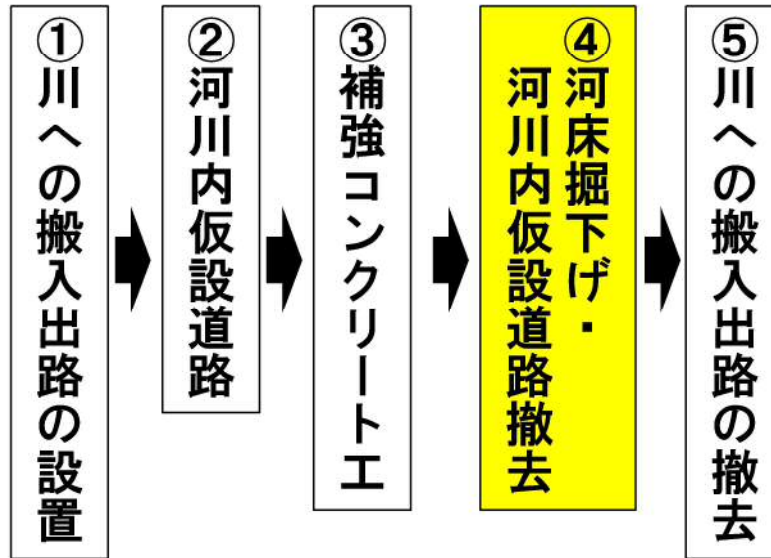 ①川への搬入出路の設置
②河川内仮設道路
③補強コンクリート工
④河床掘下げ・
河川内仮設道路撤去
⑤川への搬入出路の撤去